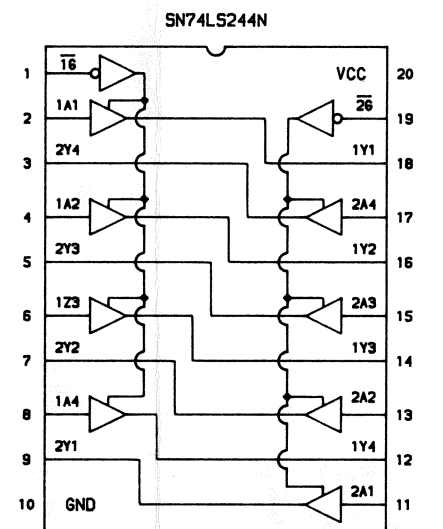 SN74LS244N
1 1G VCC 20
2 1A1 2G 19
3 2Y4 1Y1 18
4 1A2 2A4 17
5 2Y3 1Y2 16
6 1Z3 2A3 15
7 2Y2 1Y3 14
8 1A4 2A2 13
9 2Y1 1Y4 12
10 GND 2A1 11